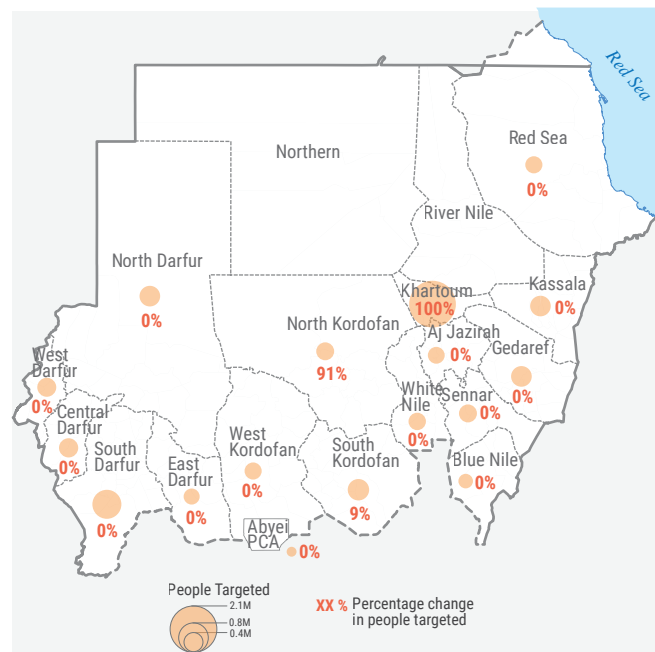 Red Sea
Red Sea
0%
Northern
River Nile
North Darfur
0%
Khartoum
100%
Kassala
0%
North Kordofan
91%
Aj Jazirah
0%
Gedaref
0%
West
Darfur
0%
White
Nile
0%
Sennar
0%
Central
Darfur
0%
South
Darfur
0%
East
Darfur
0%
West
Kordofan
0%
South
Kordofan
9%
Blue Nile
0%
Abyei
PCA
0%
People Targeted
2.1M
0.8M
0.4M
XX % Percentage change
in people targeted